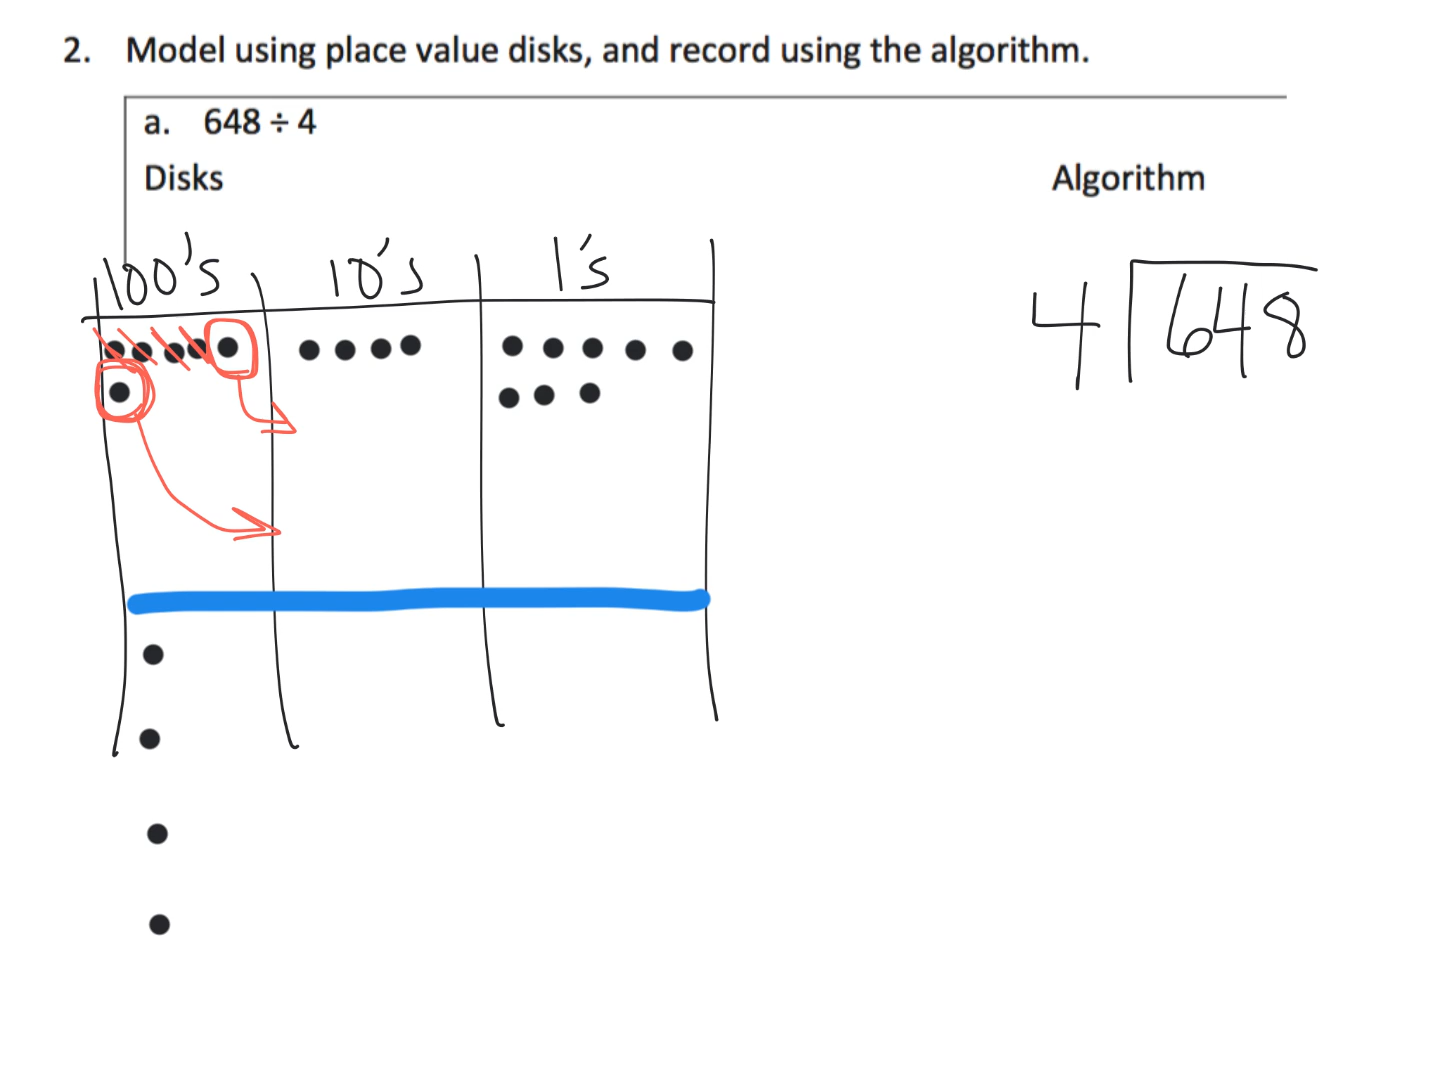 2. Model using place value disks, and record using the algorithm.
a. 648 ÷ 4
Disks
Algorithm
100's 10's 1's
4 648